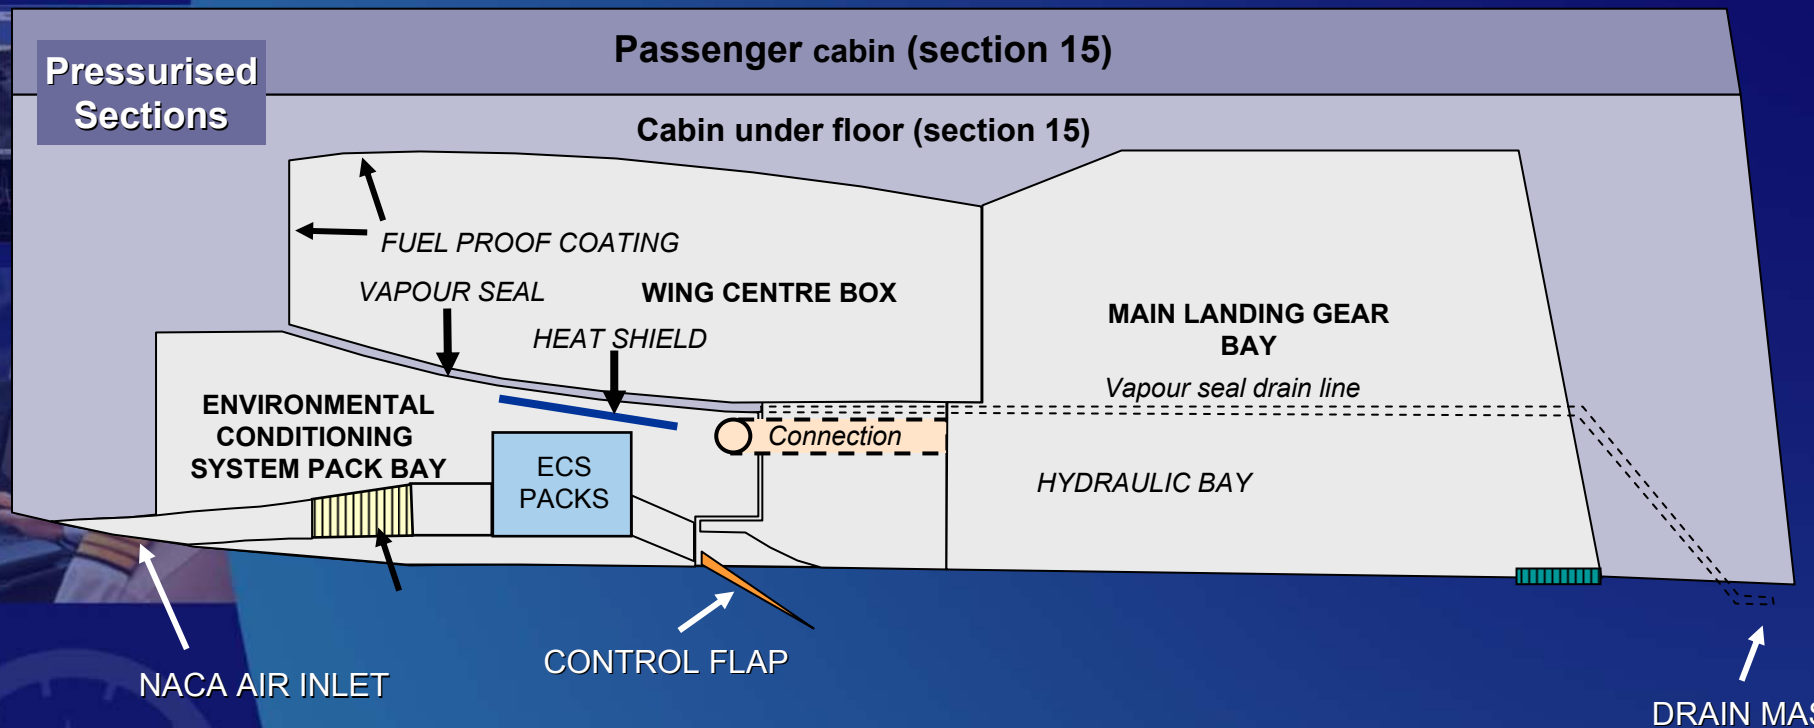 Passenger cabin (section 15)
Pressurised
Sections
Cabin under floor (section 15)
FUEL PROOF COATING
VAPOUR SEAL
WING CENTRE BOX
HEAT SHIELD
MAIN LANDING GEAR
BAY
Vapour seal drain line
ENVIRONMENTAL
CONDITIONING
SYSTEM PACK BAY
Connection
ECS
PACKS
HYDRAULIC BAY
CONTROL FLAP
NACA AIR INLET
DRAIN MAS